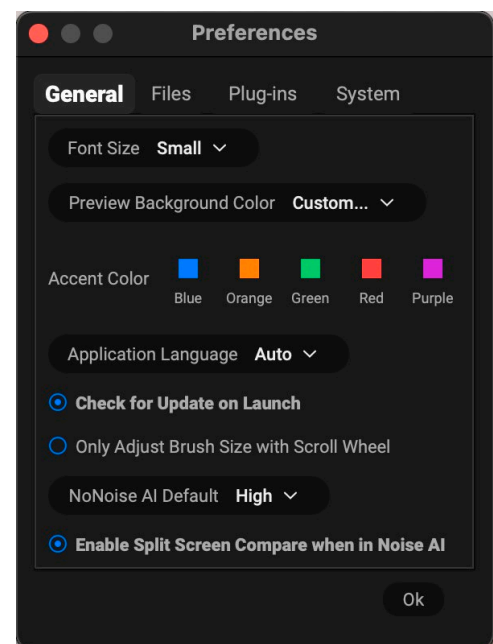 Preferences
General Files Plug-ins System
Font Size Small
Preview Background Color Custom...
Accent Color
Blue Orange Green Red Purple
Application Language Auto
Check for Update on Launch
Only Adjust Brush Size with Scroll Wheel
NoNoise AI Default High
Enable Split Screen Compare when in Noise AI
Ok